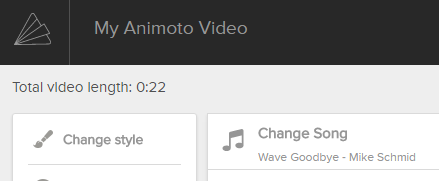 My Animoto Video
Total video length: 0:22
Change style
Change Song
Wave Goodbye - Mike Schmid